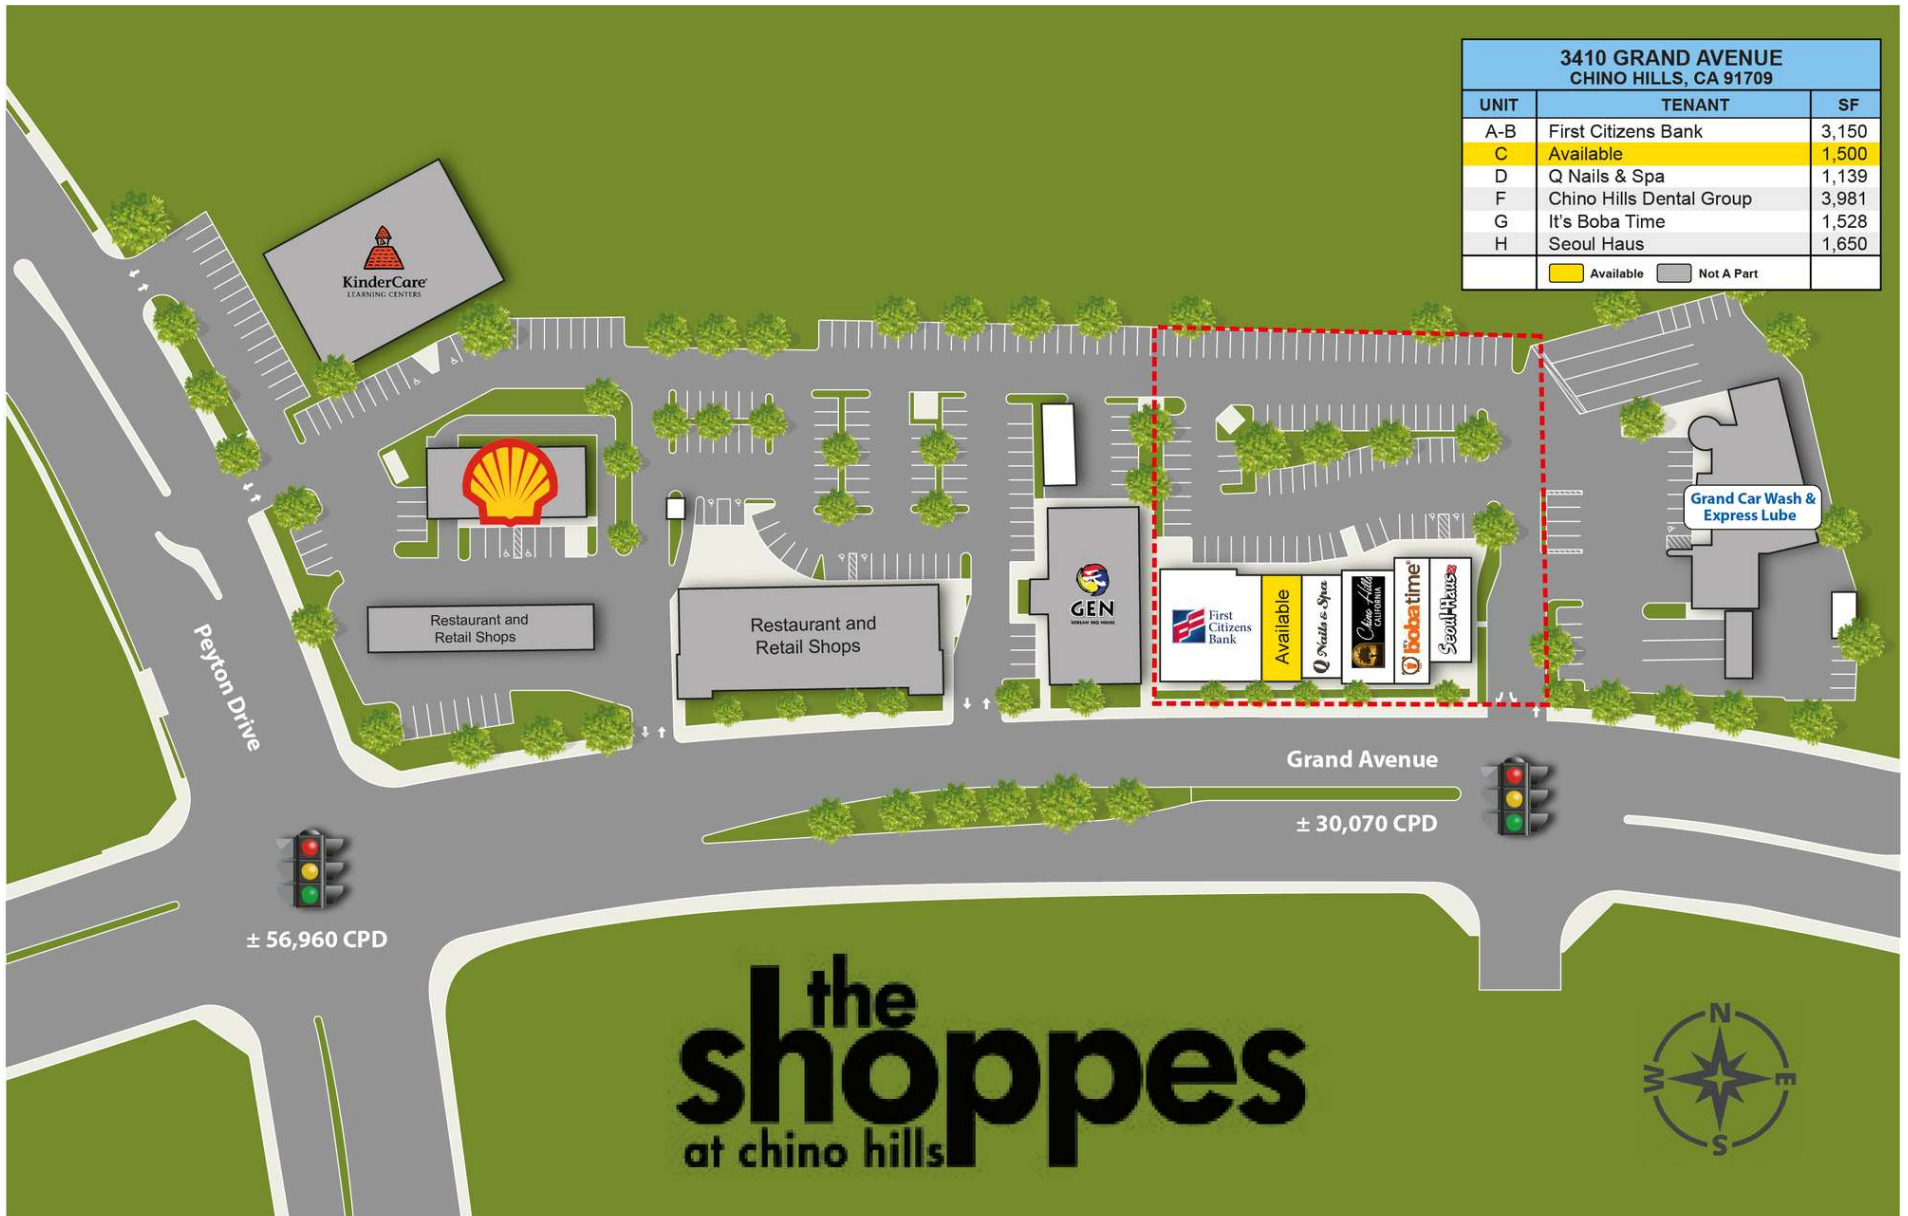 3410 GRAND AVENUE
CHINO HILLS, CA 91709
UNIT TENANT SF
A-B First Citizens Bank 3,150
C Available 1,500
D Q Nails & Spa 1,139
F Chino Hills Dental Group 3,981
G It's Boba Time 1,528
H Seoul Haus 1,650
Available Not A Part
KinderCare
LEARNING CENTERS
Grand Car Wash &
Express Lube
Restaurant and
Retail Shops
Restaurant and
Retail Shops
GEN
KOREAN BBQ HOUSE
First
Citizens
Bank
Available
Q Nails & Spa
Chino Hills
CALIFORNIA
bobatime
Seoul Haus
Peyton Drive
Grand Avenue
± 30,070 CPD
± 56,960 CPD
the
shoppes
at chino hills
N
W
E
S